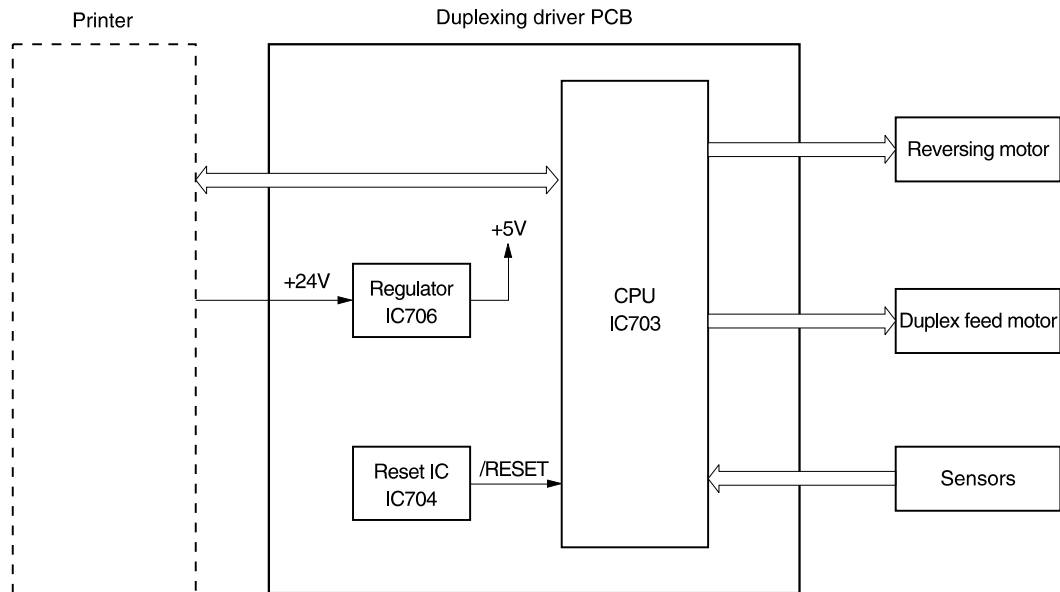 Printer
Duplexing driver PCB
Reversing motor
+5V
+24V
Regulator
IC706
CPU
IC703
Duplex feed motor
Reset IC
IC704
/RESET
Sensors